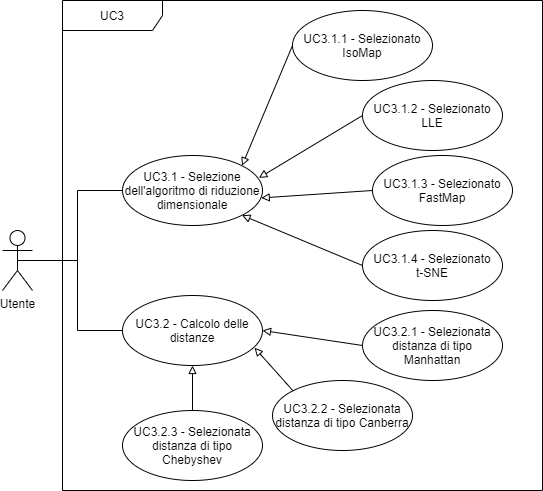 UC3
UC3.1.1 - Selezionato
IsoMap
UC3.1.2 - Selezionato
LLE
UC3.1 - Selezione
dell'algoritmo di riduzione
dimensionale
UC3.1.3 - Selezionato
FastMap
UC3.1.4 - Selezionato
t-SNE
Utente
UC3.2 - Calcolo delle
distanze
UC3.2.1 - Selezionata
distanza di tipo
Manhattan
UC3.2.2 - Selezionata
distanza di tipo Canberra
UC3.2.3 - Selezionata
distanza di tipo
Chebyshev